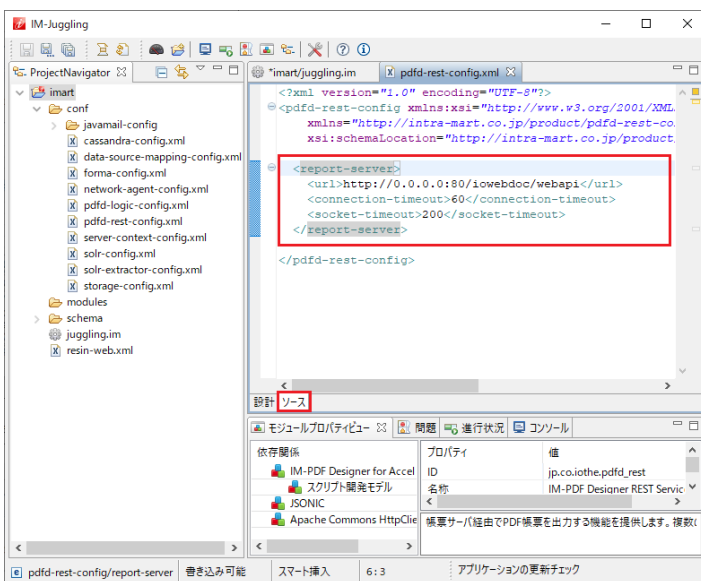 IM-Juggling
ProjectNavigator
imart
conf
javamail-config
cassandra-config.xml
data-source-mapping-config.xml
forma-config.xml
network-agent-config.xml
pdfd-logic-config.xml
pdfd-rest-config.xml
server-context-config.xml
solr-config.xml
solr-extractor-config.xml
storage-config.xml
modules
schema
juggling.im
resin-web.xml
*imart/juggling.im
pdfd-rest-config.xml
<?xml version="1.0" encoding="UTF-8"?>
<pdfd-rest-config xmlns:xsi="http://www.w3.org/2001/XML
xmlns="http://intra-mart.co.jp/product/pdfd-rest-co
xsi:schemaLocation="http://intra-mart.co.jp/product
<report-server>
<url>http://0.0.0.0:80/iowebdoc/webapi</url>
<connection-timeout>60</connection-timeout>
<socket-timeout>200</socket-timeout>
</report-server>
</pdfd-rest-config>
設計 ソース
モジュールプロパティビュー 問題 進行状況 コンソール
依存関係
IM-PDF Designer for Accel
スクリプト開発モデル
JSONIC
Apache Commons HttpClie
プロパティ 値
ID jp.co.iothe.pdfd_rest
名称 IM-PDF Designer REST Servic
帳票サーバ経由でPDF帳票を出力する機能を提供します。複数
pdfd-rest-config/report-server 書き込み可能 スマート挿入 6:3 アプリケーションの更新チェック